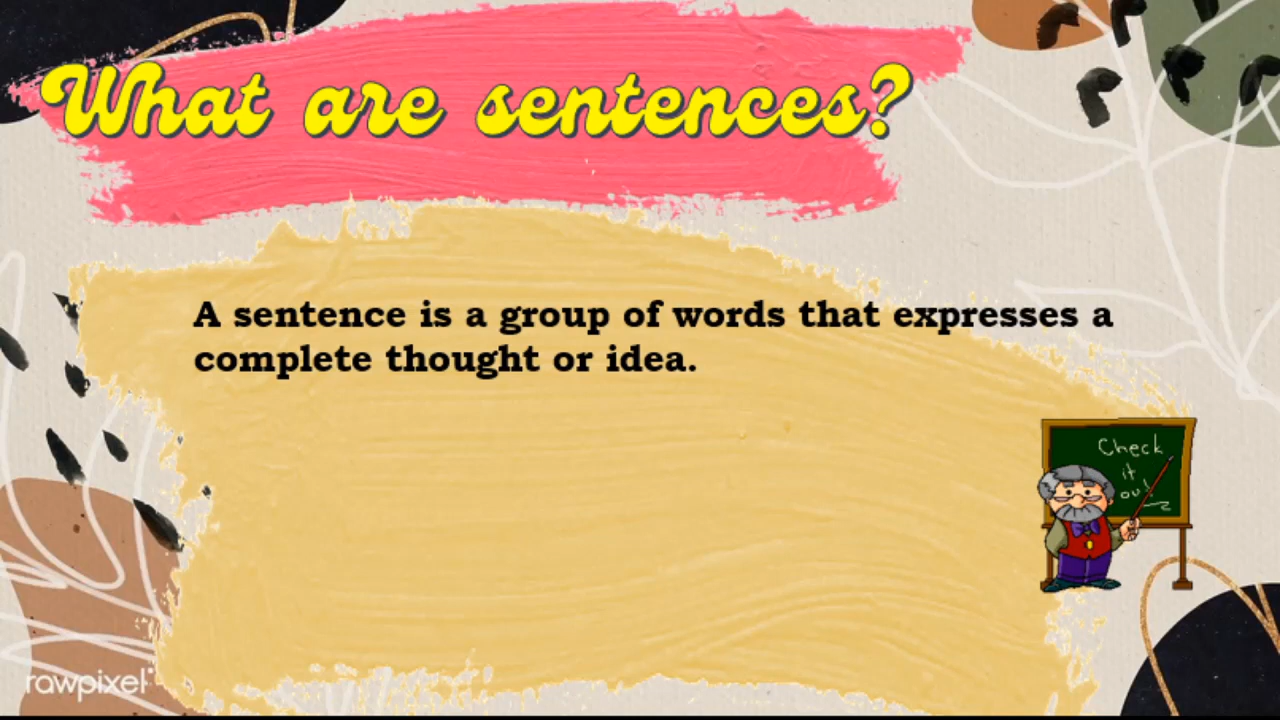 What are sentences?
A sentence is a group of words that expresses a
complete thought or idea.
Check
it
out!
rawpixel